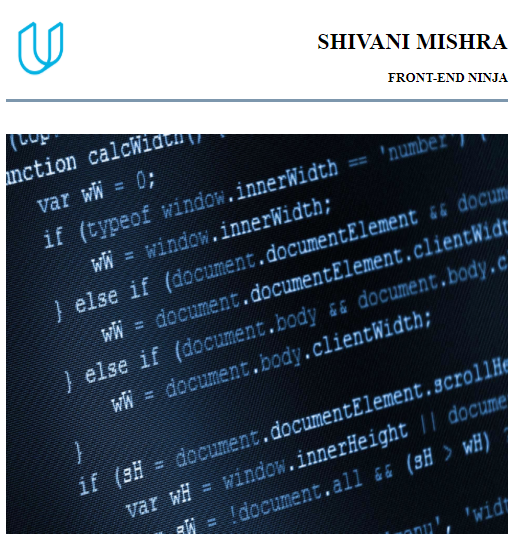 SHIVANI MISHRA
FRONT-END NINJA
unction calcWidth() {
var wW = 0;
if (typeof window.innerWidth == 'number') {
wW = window.innerWidth;
} else if (document.documentElement && docum
wW = document.documentElement.clientWidt
} else if (document.body && document.body.c
wW = document.body.clientWidth;
}
if (sH = document.documentElement.scrollHe
var wH = window.innerHeight || docume
sW = !document.all && (sH > wH) ?
', 'widt